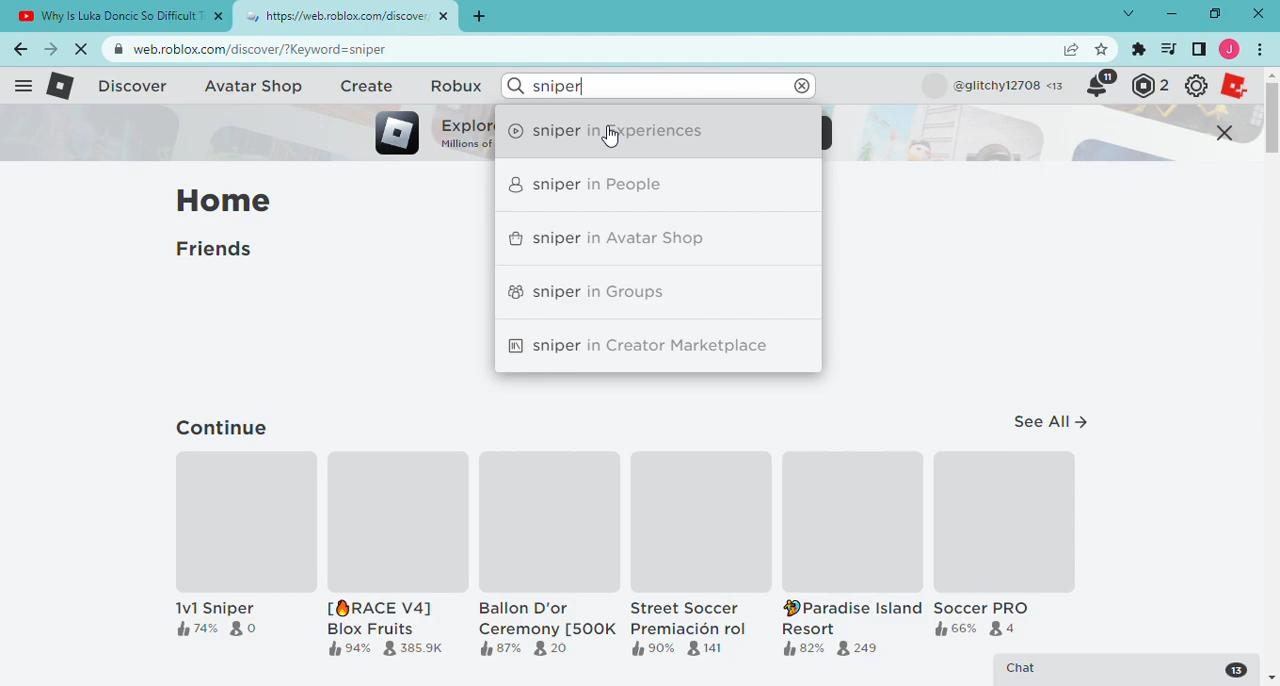 Why Is Luka Doncic So Difficult T
https://web.roblox.com/discover/
web.roblox.com/discover/?Keyword=sniper
J
Discover
Avatar Shop
Create
Robux
sniper
@glitchy12708 <13
11
2
Explor
Millions of
sniper in Experiences
sniper in People
sniper in Avatar Shop
sniper in Groups
sniper in Creator Marketplace
Home
Friends
Continue
See All →
1v1 Sniper
74% 0
[🔥RACE V4]
Blox Fruits
94% 385.9K
Ballon D'or
Ceremony [500K
87% 20
Street Soccer
Premiación rol
90% 141
🏄Paradise Island
Resort
82% 249
Soccer PRO
66% 4
Chat
13